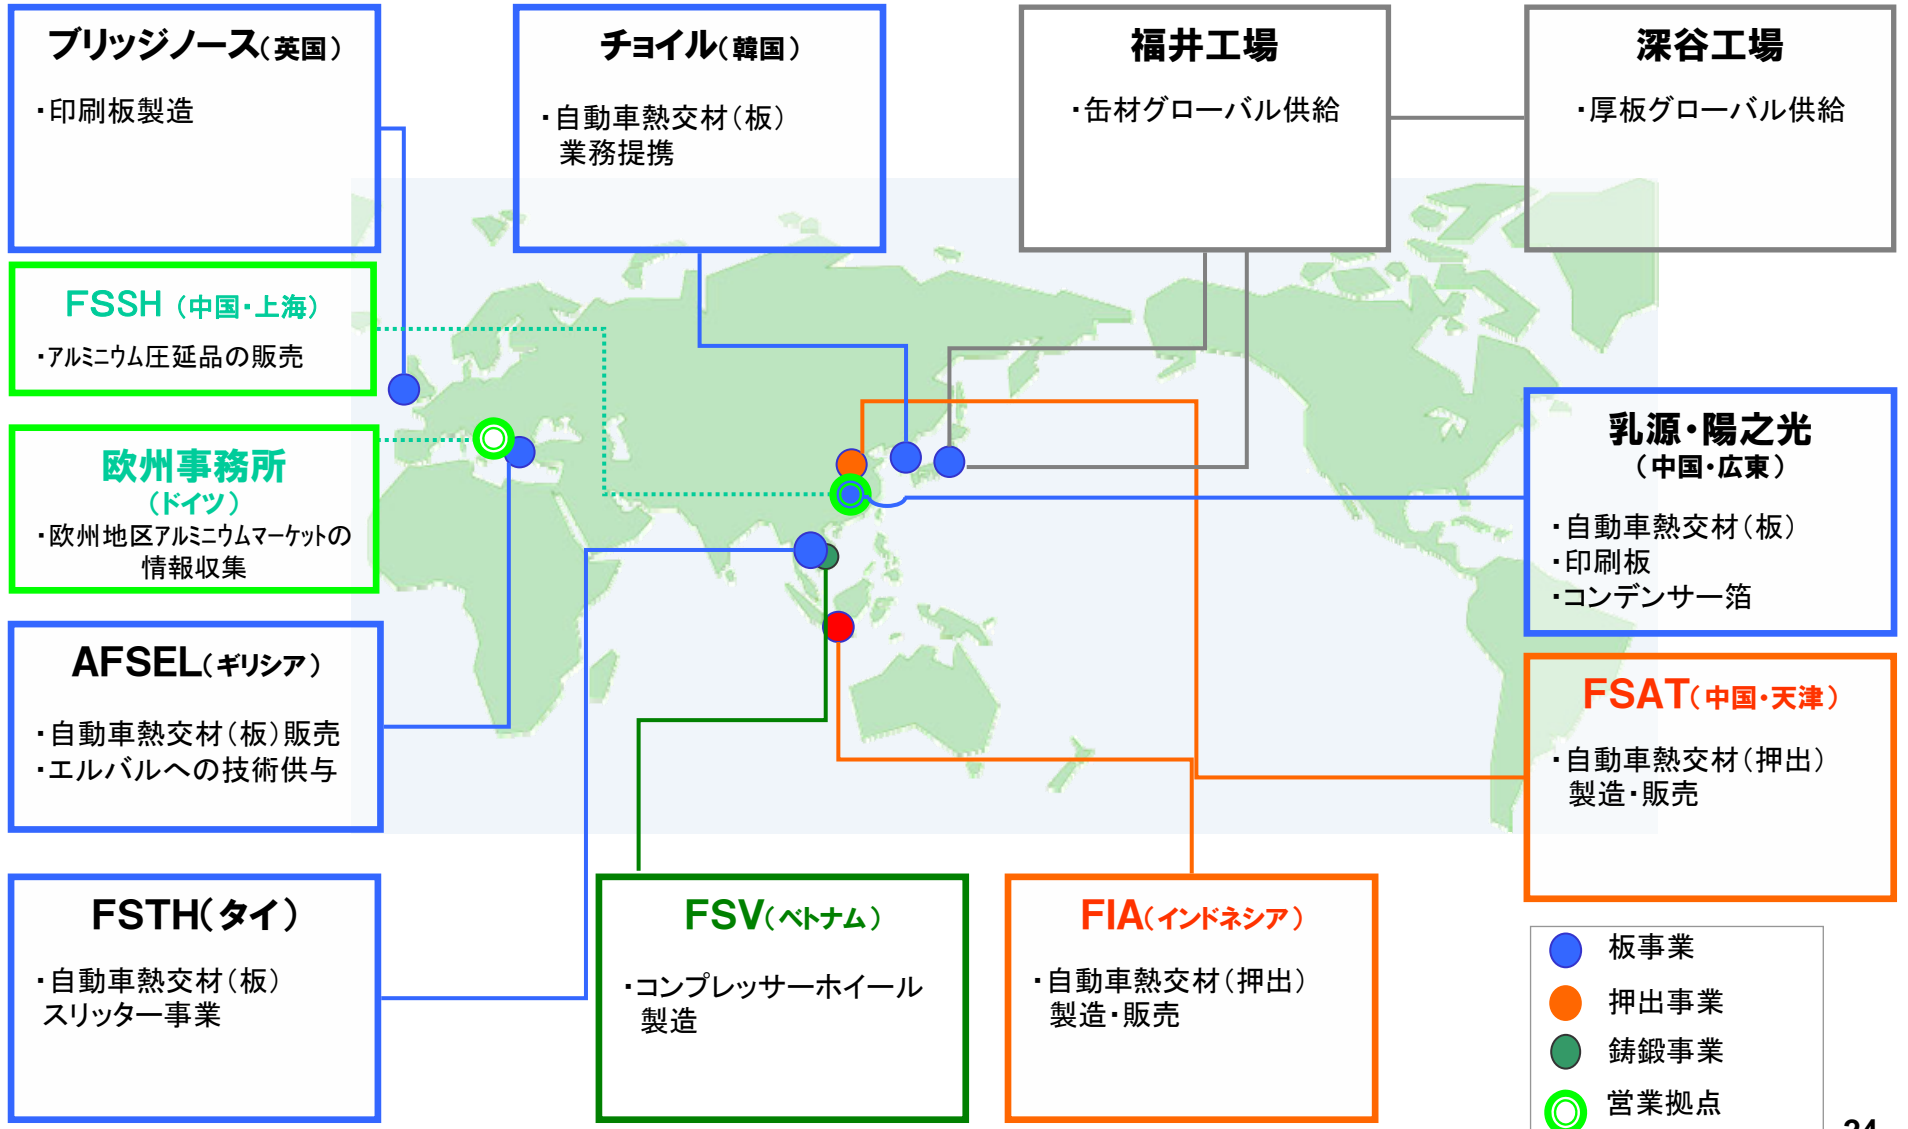 ブリッジノース(英国)
・印刷板製造
チョイル(韓国)
・自動車熱交材(板)
業務提携
福井工場
・缶材グローバル供給
深谷工場
・厚板グローバル供給
FSSH (中国・上海)
・アルミニウム圧延品の販売
欧州事務所
(ドイツ)
・欧州地区アルミニウムマーケットの
情報収集
乳源・陽之光
(中国・広東)
・自動車熱交材(板)
・印刷板
・コンデンサー箔
AFSEL(ギリシア)
・自動車熱交材(板)販売
・エルバルへの技術供与
FSAT(中国・天津)
・自動車熱交材(押出)
製造・販売
FSTH(タイ)
・自動車熱交材(板)
スリッター事業
FSV(ベトナム)
・コンプレッサーホイール
製造
FIA(インドネシア)
・自動車熱交材(押出)
製造・販売
板事業
押出事業
鋳鍛事業
営業拠点